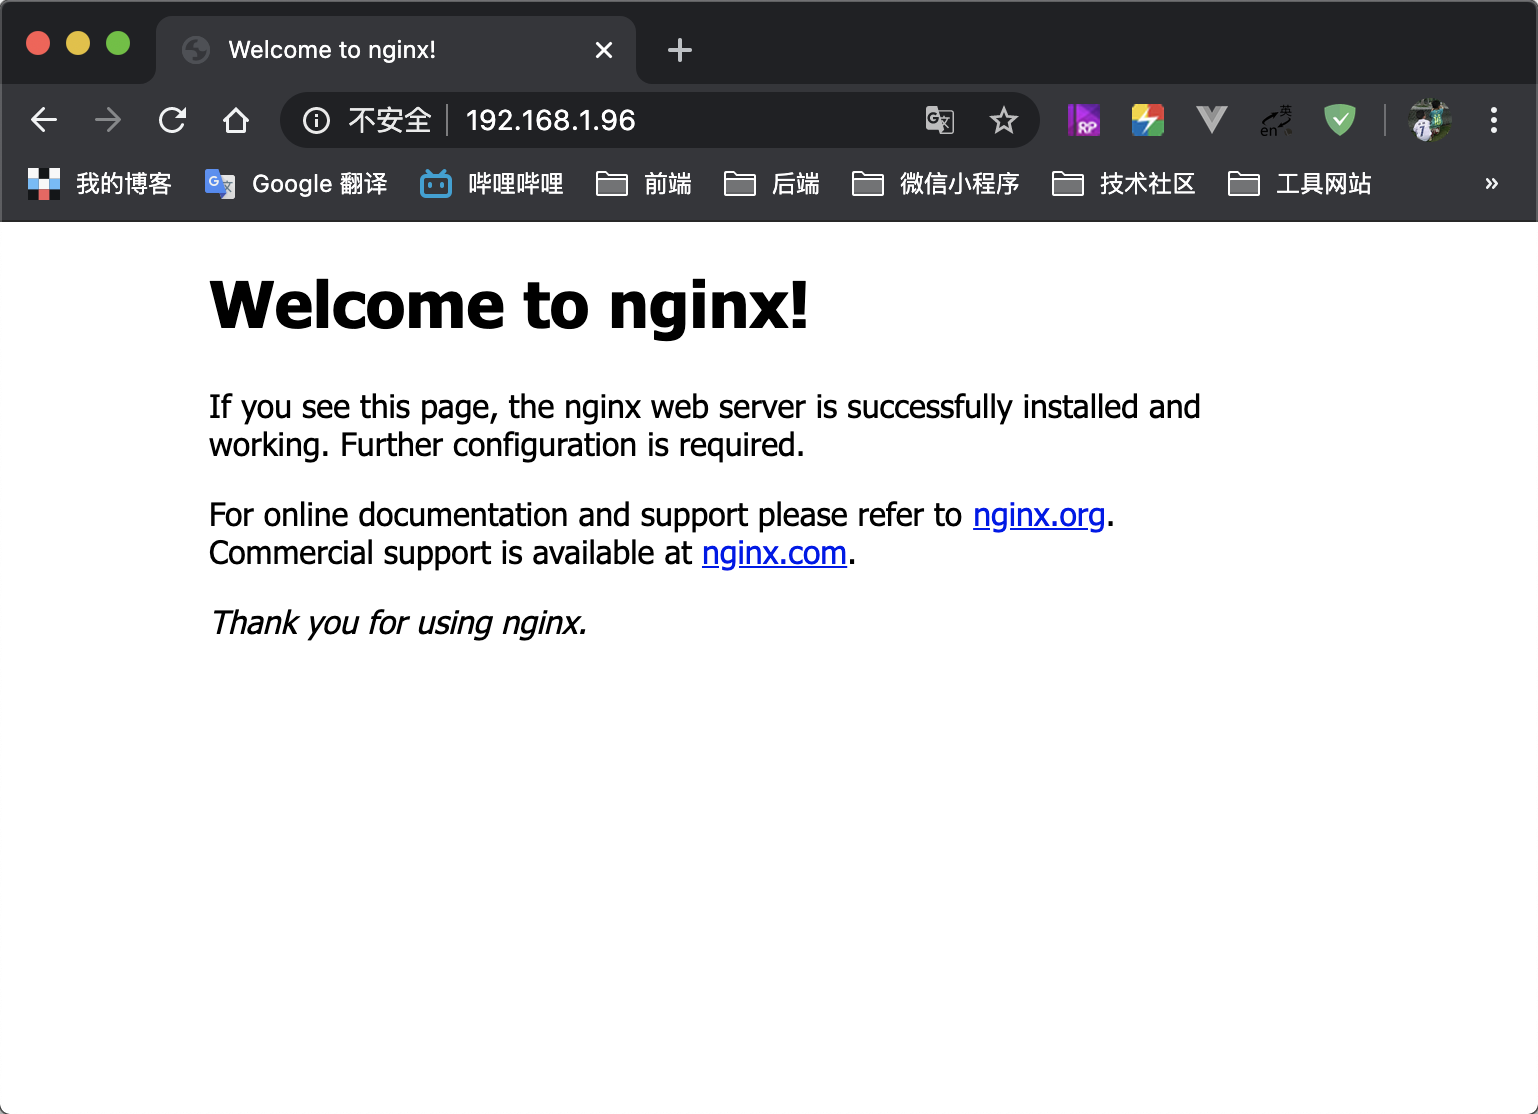 Welcome to nginx!
不安全 192.168.1.96
RP
英
en
我的博客 Google 翻译 哔哩哔哩 前端 后端 微信小程序 技术社区 工具网站 »
Welcome to nginx!
If you see this page, the nginx web server is successfully installed and
working. Further configuration is required.
For online documentation and support please refer to nginx.org.
Commercial support is available at nginx.com.
Thank you for using nginx.